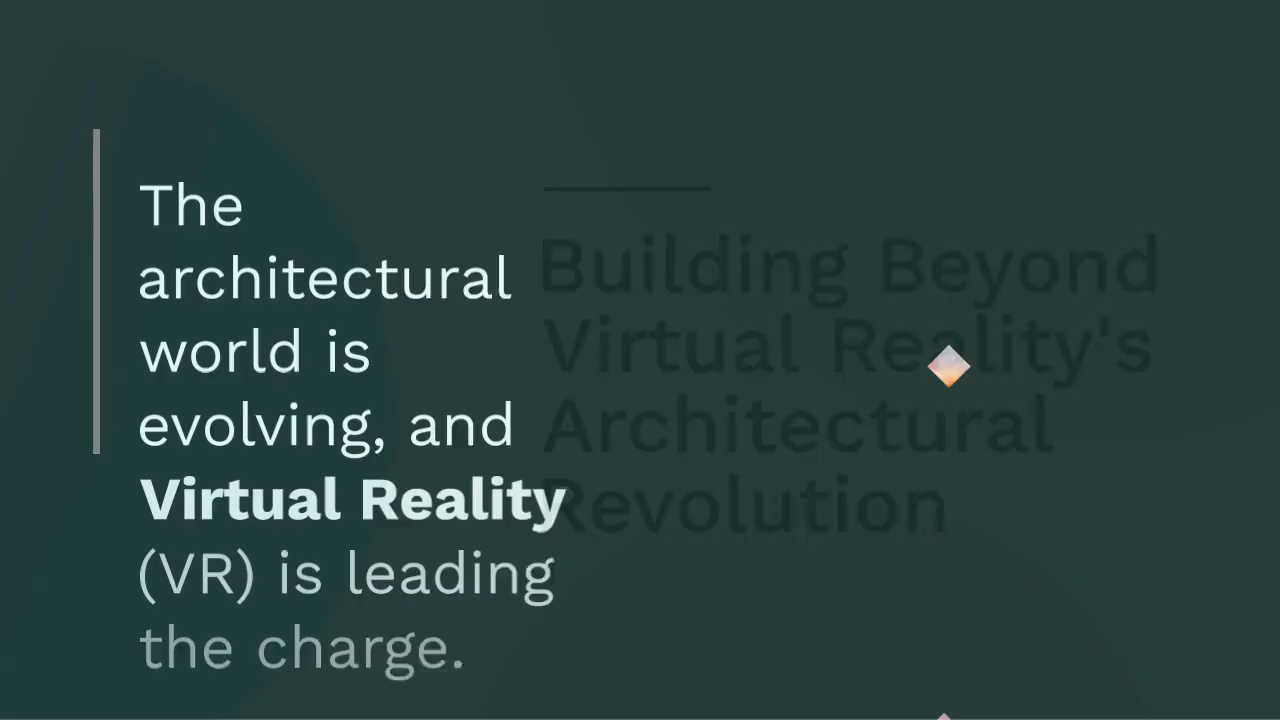 The
architectural
world is
evolving, and
Virtual Reality
(VR) is leading
the charge.
Building Beyond
Virtual Reality's
Architectural
Revolution